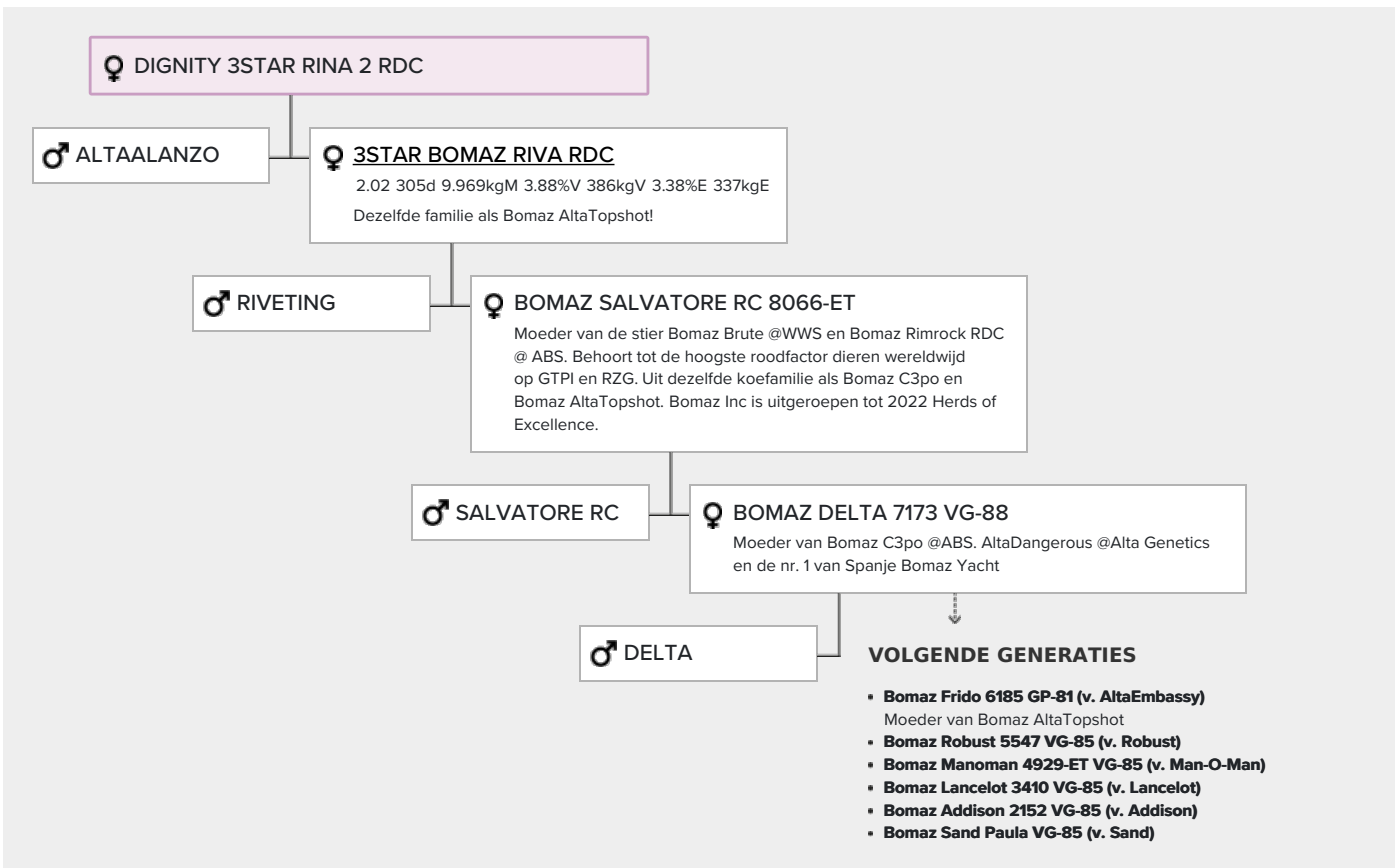 DIGNITY 3STAR RINA 2 RDC
ALTAALANZO
3STAR BOMAZ RIVA RDC
2.02 305d 9.969kgM 3.88%V 386kgV 3.38%E 337kgE
Dezelfde familie als Bomaz AltaTopshot!
RIVETING
BOMAZ SALVATORE RC 8066-ET
Moeder van de stier Bomaz Brute @WWS en Bomaz Rimrock RDC
@ ABS. Behoort tot de hoogste roodfactor dieren wereldwijd
op GTPI en RZG. Uit dezelfde koefamilie als Bomaz C3po en
Bomaz AltaTopshot. Bomaz Inc is uitgeroepen tot 2022 Herds of
Excellence.
SALVATORE RC
BOMAZ DELTA 7173 VG-88
Moeder van Bomaz C3po @ABS. AltaDangerous @Alta Genetics
en de nr. 1 van Spanje Bomaz Yacht
DELTA
VOLGENDE GENERATIES
• Bomaz Frido 6185 GP-81 (v. AltaEmbassy)
Moeder van Bomaz AltaTopshot
• Bomaz Robust 5547 VG-85 (v. Robust)
• Bomaz Manoman 4929-ET VG-85 (v. Man-O-Man)
• Bomaz Lancelot 3410 VG-85 (v. Lancelot)
• Bomaz Addison 2152 VG-85 (v. Addison)
• Bomaz Sand Paula VG-85 (v. Sand)